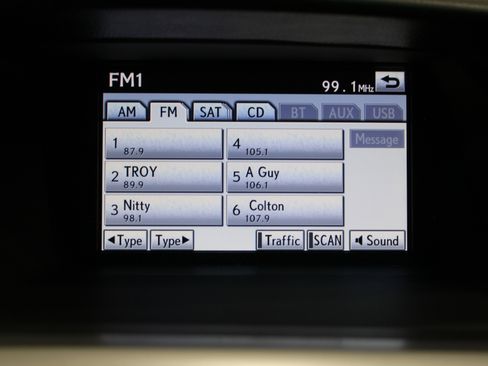 FM1
99.1MHz
AM FM SAT CD BT AUX USB
1 87.9
4 105.1
Message
2 TROY 89.9
5 A Guy 106.1
3 Nitty 98.1
6 Colton 107.9
◀Type Type▶ Traffic SCAN Sound